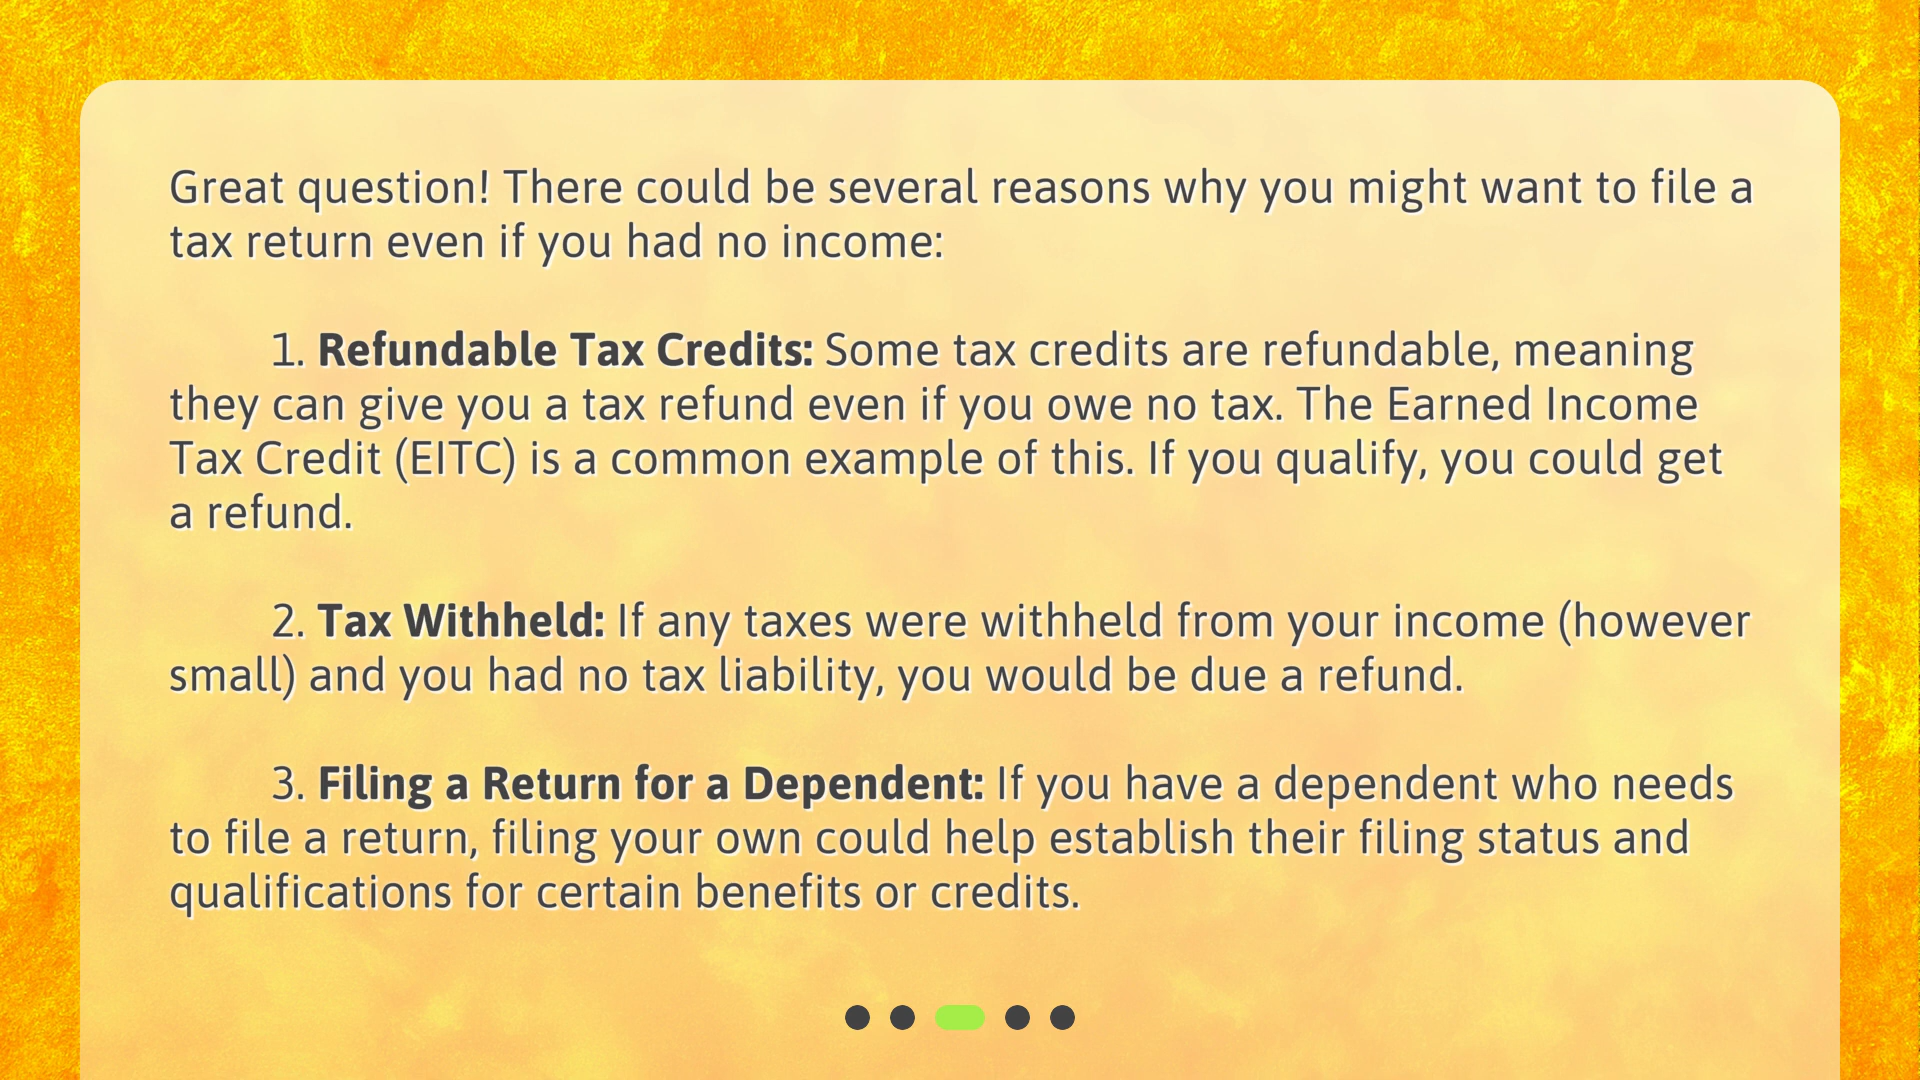 Great question! There could be several reasons why you might want to file a
tax return even if you had no income:
1. Refundable Tax Credits: Some tax credits are refundable, meaning
they can give you a tax refund even if you owe no tax. The Earned Income
Tax Credit (EITC) is a common example of this. If you qualify, you could get
a refund.
2. Tax Withheld: If any taxes were withheld from your income (however
small) and you had no tax liability, you would be due a refund.
3. Filing a Return for a Dependent: If you have a dependent who needs
to file a return, filing your own could help establish their filing status and
qualifications for certain benefits or credits.